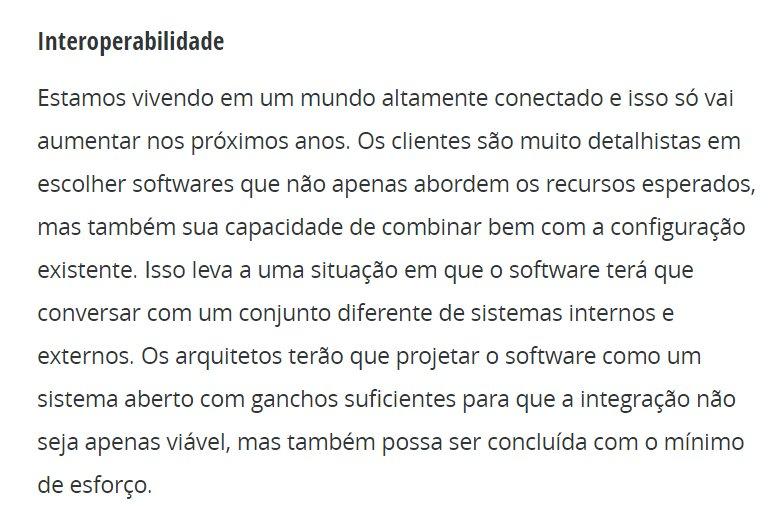 Interoperabilidade
Estamos vivendo em um mundo altamente conectado e isso só vai
aumentar nos próximos anos. Os clientes são muito detalhistas em
escolher softwares que não apenas abordem os recursos esperados,
mas também sua capacidade de combinar bem com a configuração
existente. Isso leva a uma situação em que o software terá que
conversar com um conjunto diferente de sistemas internos e
externos. Os arquitetos terão que projetar o software como um
sistema aberto com ganchos suficientes para que a integração não
seja apenas viável, mas também possa ser concluída com o mínimo
de esforço.